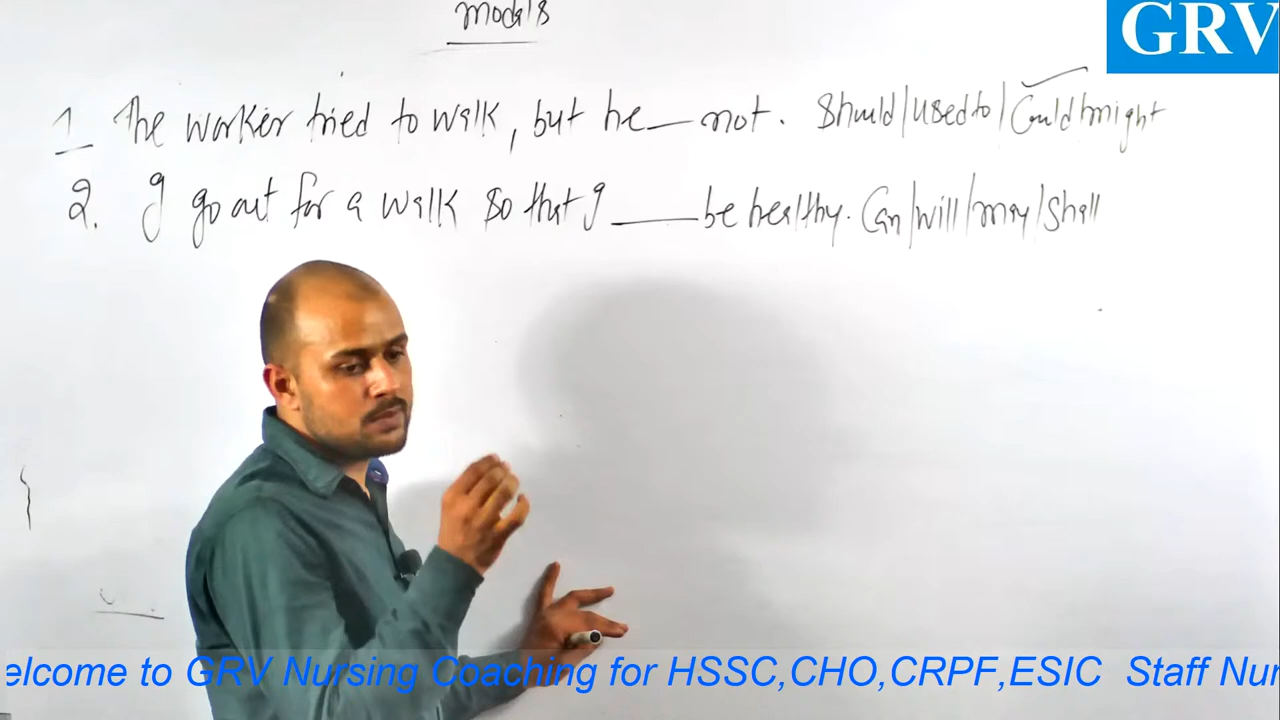 Modals
GRV
1 The worker tried to walk, but he __ not. Should/used to/Could/might
2. I go out for a walk so that I ____ be healthy. Can/will/may/shall
elcome to GRV Nursing Coaching for HSSC,CHO,CRPF,ESIC Staff Nur